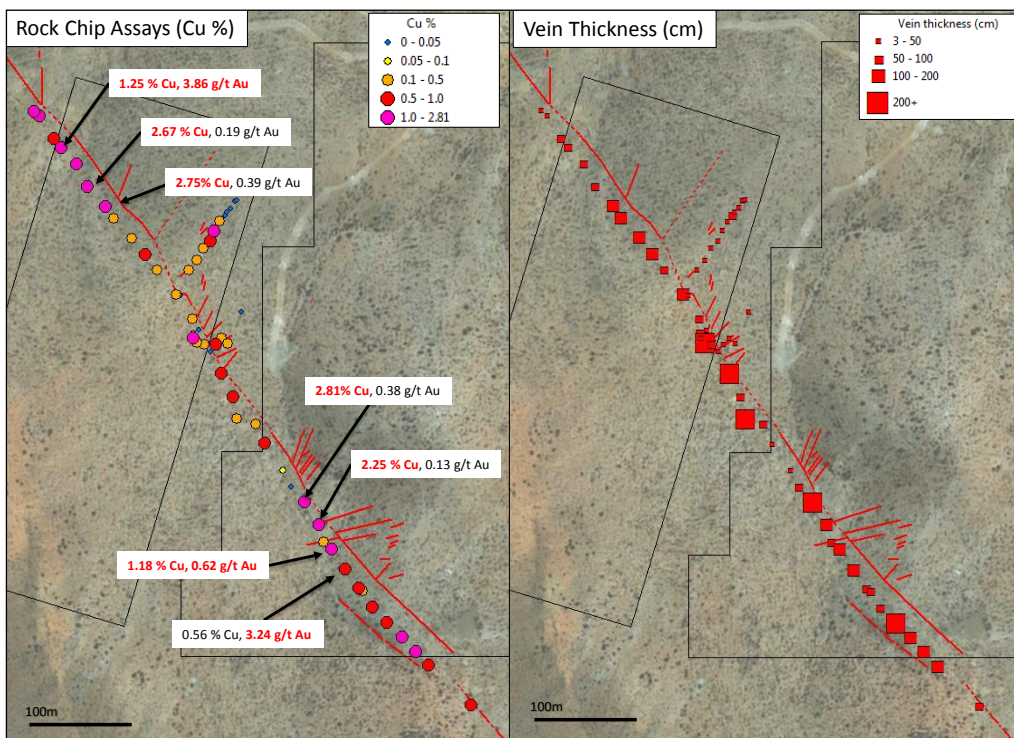 Rock Chip Assays (Cu %)
Cu %
0 - 0.05
0.05 - 0.1
0.1 - 0.5
0.5 - 1.0
1.0 - 2.81
1.25 % Cu, 3.86 g/t Au
2.67 % Cu, 0.19 g/t Au
2.75% Cu, 0.39 g/t Au
2.81% Cu, 0.38 g/t Au
2.25 % Cu, 0.13 g/t Au
1.18 % Cu, 0.62 g/t Au
0.56 % Cu, 3.24 g/t Au
100m
Vein Thickness (cm)
Vein thickness (cm)
3 - 50
50 - 100
100 - 200
200+
100m